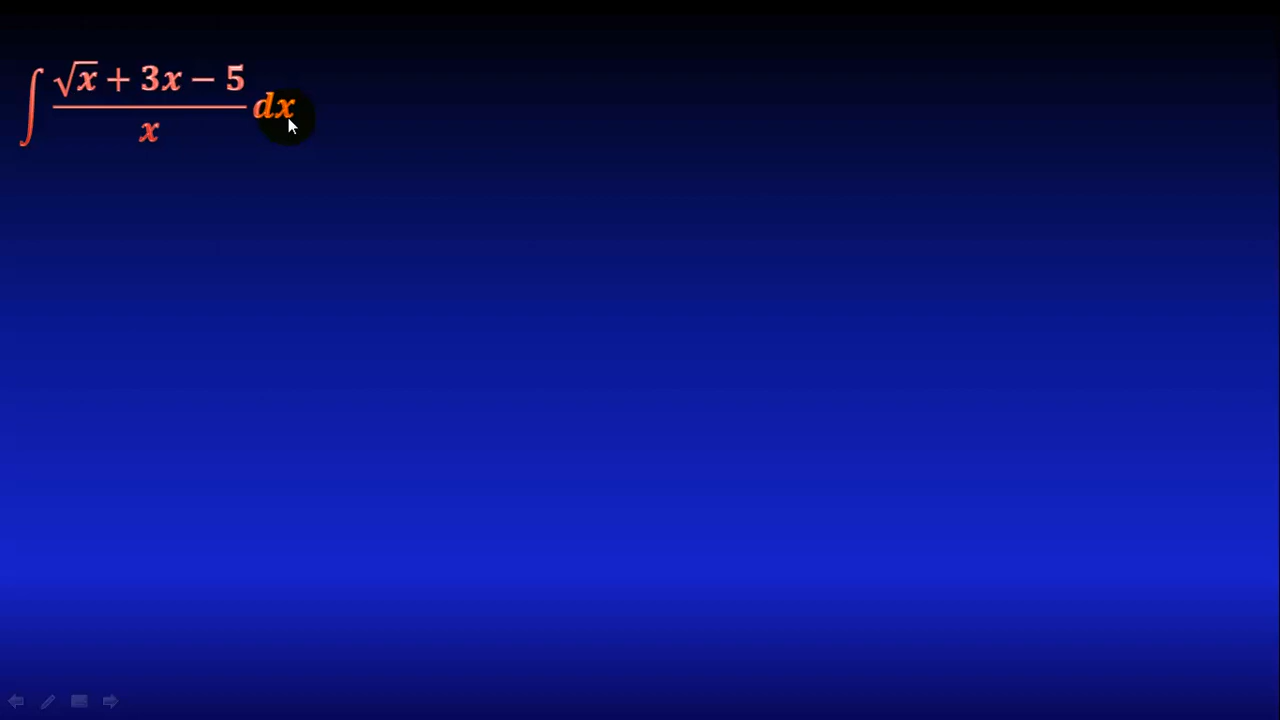 ∫ (√x + 3x − 5)/x dx